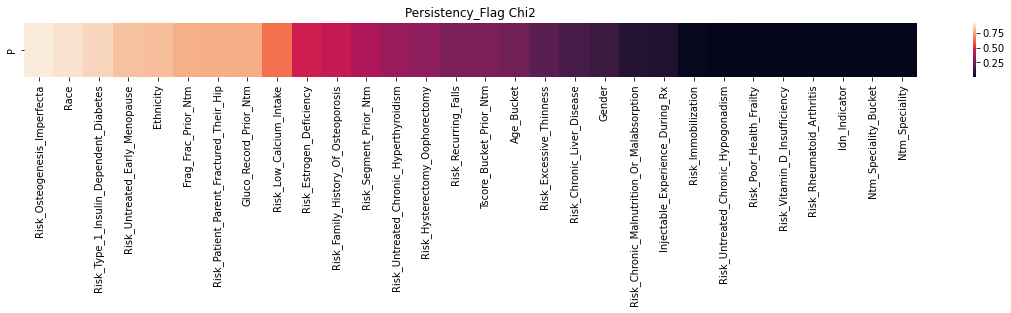 Persistency_Flag Chi2
P
Risk_Osteogenesis_Imperfecta
Race
Risk_Type_1_Insulin_Dependent_Diabetes
Risk_Untreated_Early_Menopause
Ethnicity
Frag_Frac_Prior_Ntm
Risk_Patient_Parent_Fractured_Their_Hip
Gluco_Record_Prior_Ntm
Risk_Low_Calcium_Intake
Risk_Estrogen_Deficiency
Risk_Family_History_Of_Osteoporosis
Risk_Segment_Prior_Ntm
Risk_Untreated_Chronic_Hyperthyroidism
Risk_Hysterectomy_Oophorectomy
Risk_Recurring_Falls
Tscore_Bucket_Prior_Ntm
Age_Bucket
Risk_Excessive_Thinness
Risk_Chronic_Liver_Disease
Gender
Risk_Chronic_Malnutrition_Or_Malabsorption
Injectable_Experience_During_Rx
Risk_Immobilization
Risk_Untreated_Chronic_Hypogonadism
Risk_Poor_Health_Frailty
Risk_Vitamin_D_Insufficiency
Risk_Rheumatoid_Arthritis
Idn_Indicator
Ntm_Speciality_Bucket
Ntm_Speciality
0.75
0.50
0.25